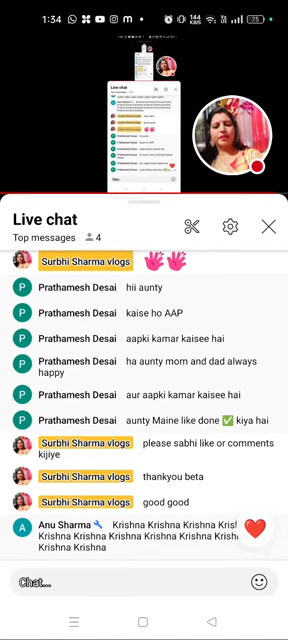 1:34
144
KB/S
75
Live chat
Top messages 4
Surbhi Sharma vlogs
Prathamesh Desai hii aunty
Prathamesh Desai kaise ho AAP
Prathamesh Desai aapki kamar kaisee hai
Prathamesh Desai ha aunty mom and dad always
happy
Prathamesh Desai aur aapki kamar kaisee hai
Prathamesh Desai aunty Maine like done ✅ kiya hai
Surbhi Sharma vlogs please sabhi like or comments
kijiye
Surbhi Sharma vlogs thankyou beta
Surbhi Sharma vlogs good good
A Anu Sharma Krishna Krishna Krishna
Krishna Krishna Krishna Krishna Krishna
Krishna Krishna
Chat...